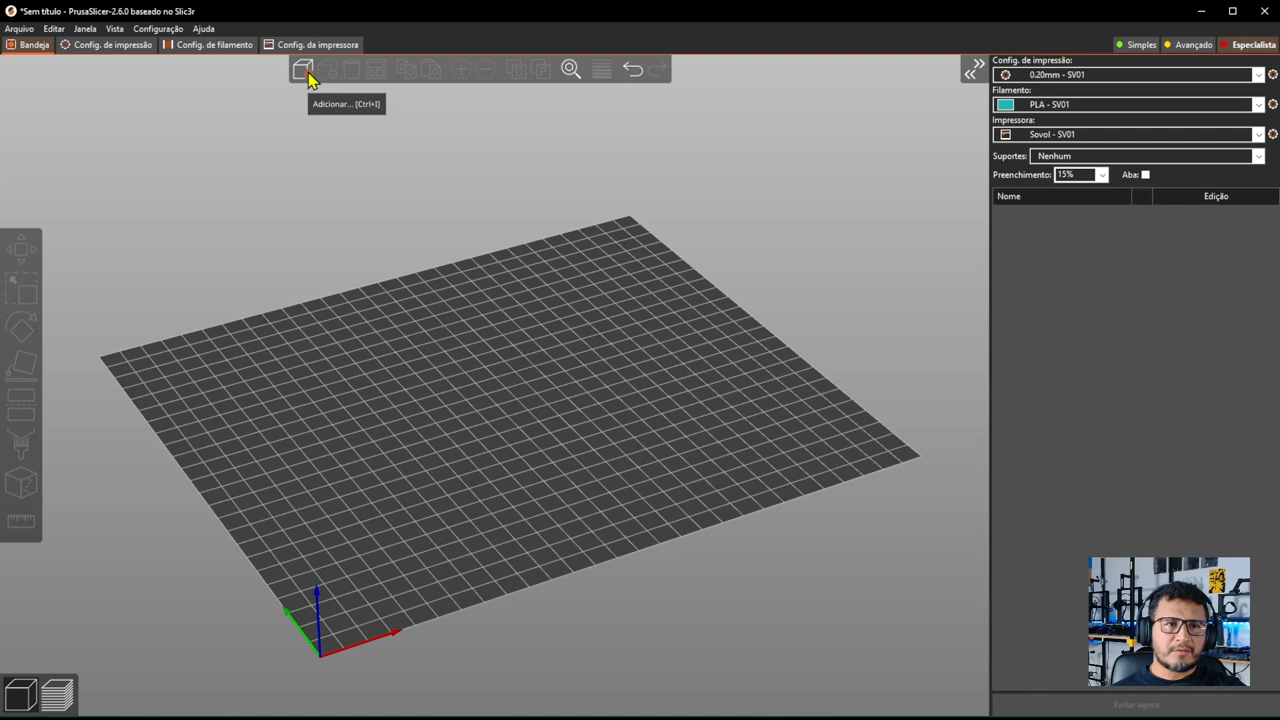 *Sem título - PrusaSlicer-2.6.0 baseado no Slic3r
Arquivo Editar Janela Vista Configuração Ajuda
Bandeja Config. de impressão Config. de filamento Config. da impressora Simples Avançado Especialista
Adicionar... [Ctrl+I]
Config. de impressão:
0.20mm - SV01
Filamento:
PLA - SV01
Impressora:
Sovol - SV01
Suportes: Nenhum
Preenchimento: 15% Aba:
Nome Edição
Fatiar agora